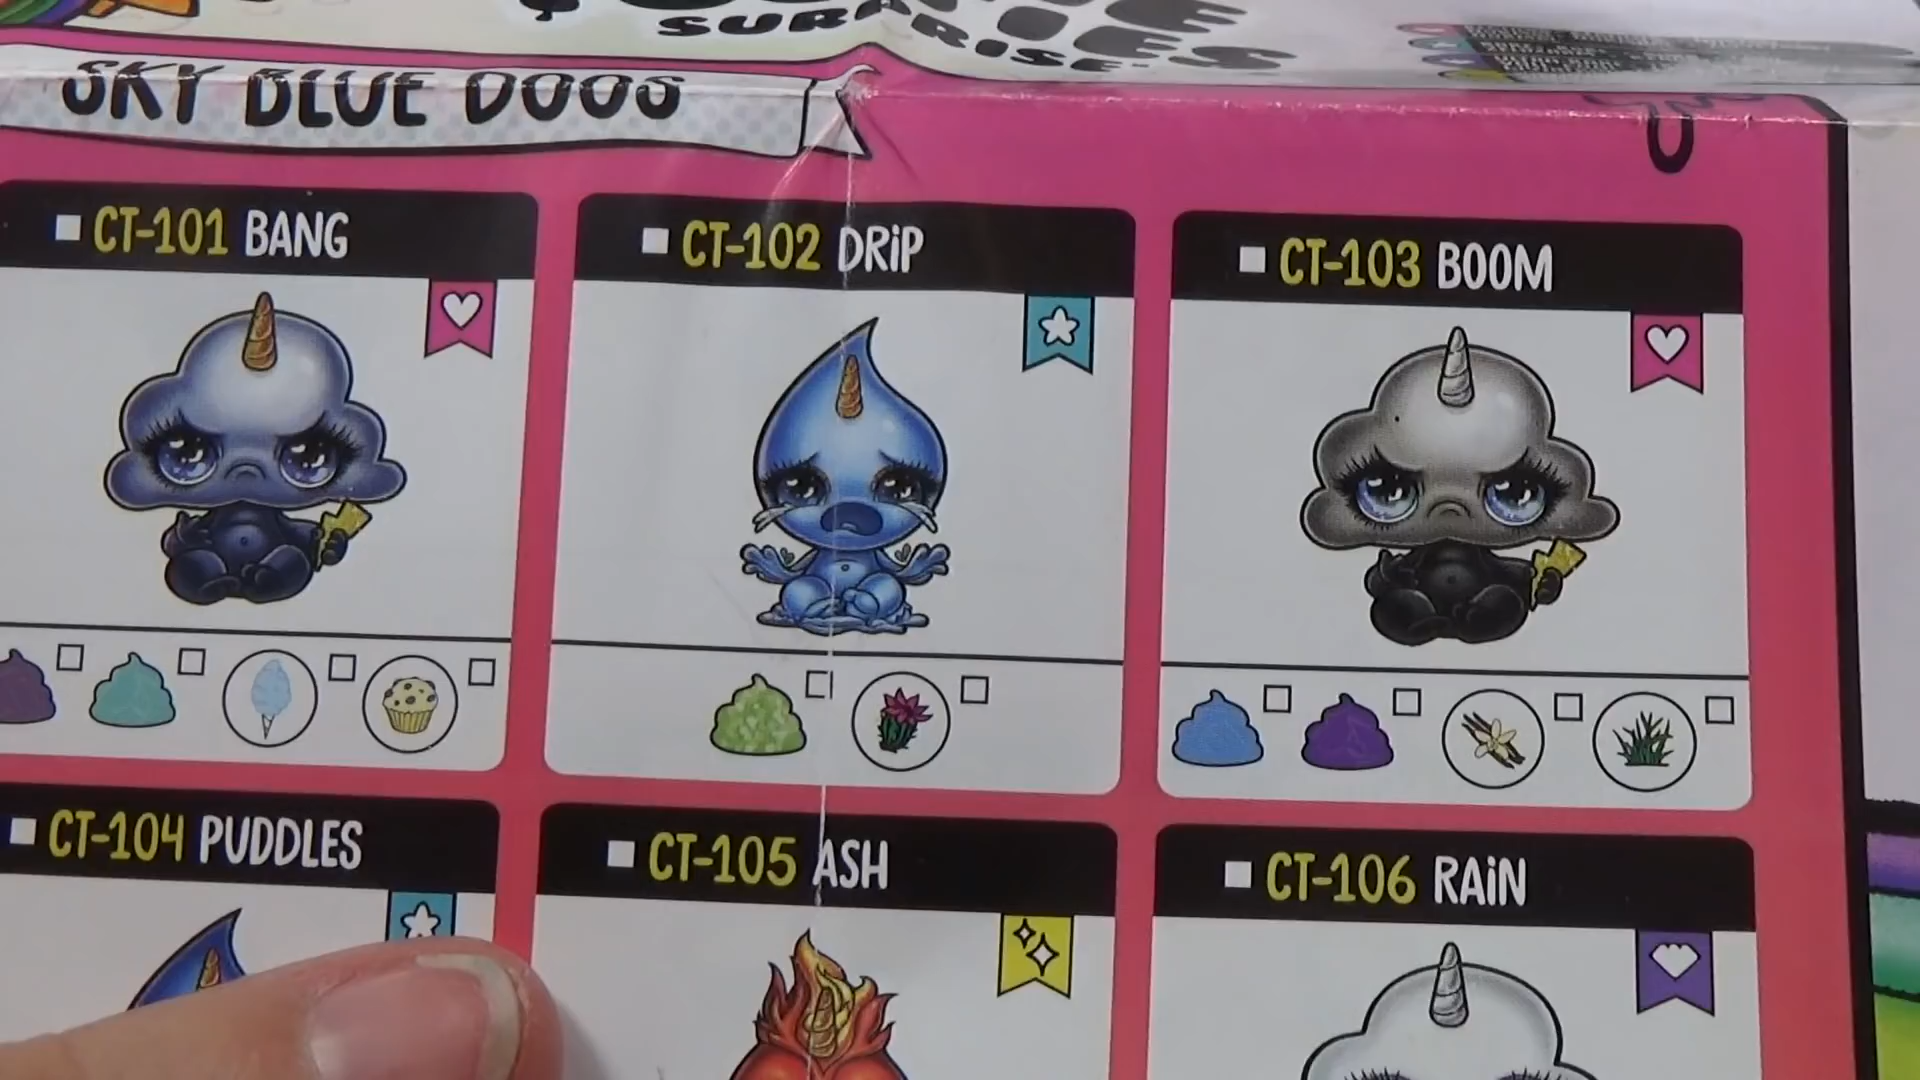 SURPRISE
SKY BLUE DOOS
CT-101 BANG
CT-102 DRiP
CT-103 BOOM
CT-104 PUDDLES
CT-105 ASH
CT-106 RAiN